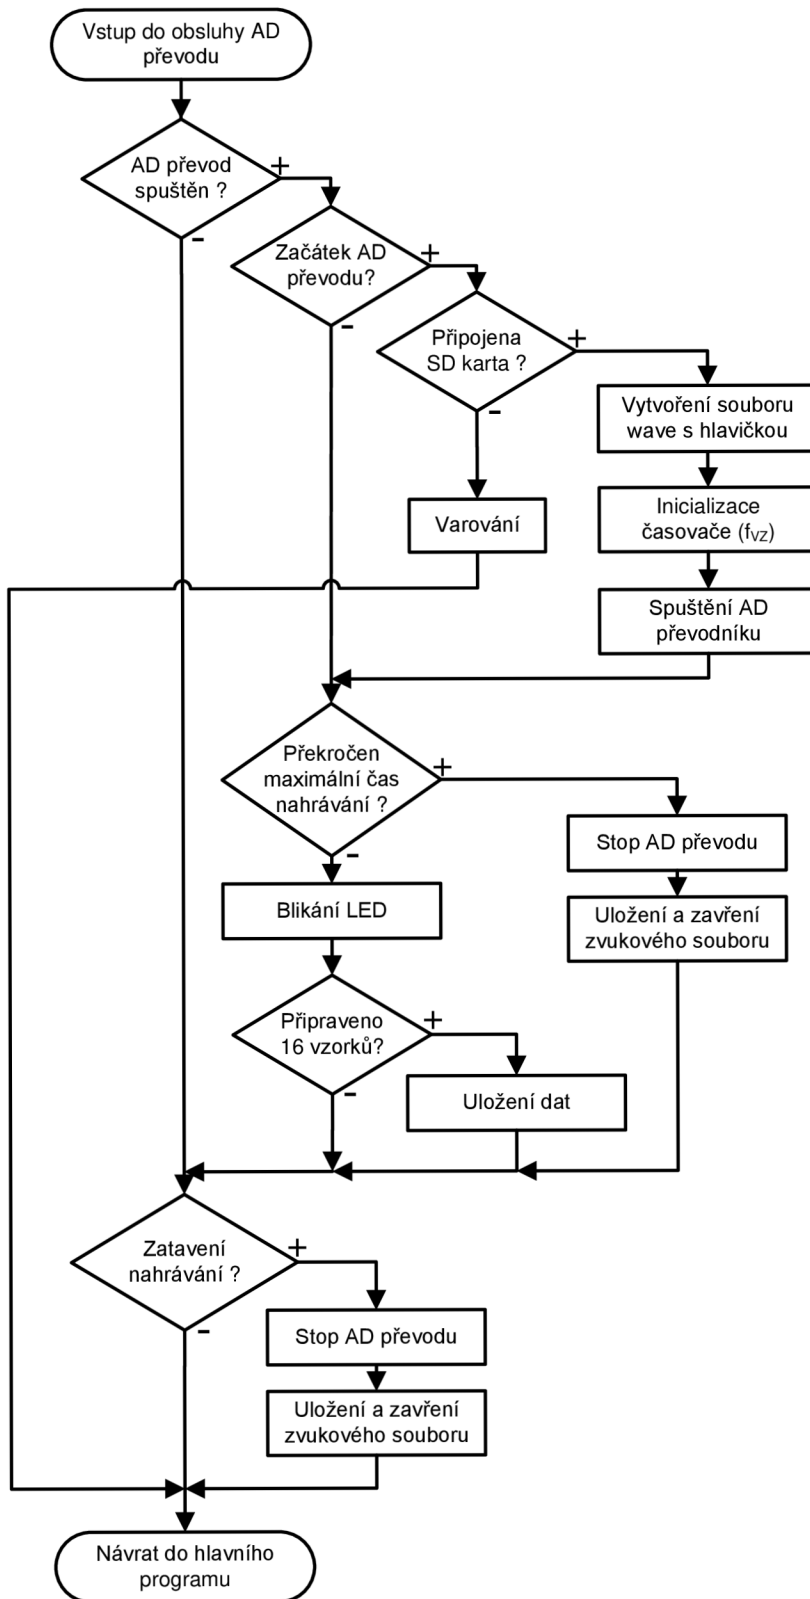 Vstup do obsluhy AD
převodu
AD převod
spuštěn ?
+
-
Začátek AD
převodu?
+
-
Připojena
SD karta ?
+
-
Vytvoření souboru
wave s hlavičkou
Varování
Inicializace
časovače (fVZ)
Spuštění AD
převodníku
Překročen
maximální čas
nahrávání ?
+
-
Stop AD převodu
Blikání LED
Uložení a zavření
zvukového souboru
Připraveno
16 vzorků?
+
-
Uložení dat
Zatavení
nahrávání ?
+
-
Stop AD převodu
Uložení a zavření
zvukového souboru
Návrat do hlavního
programu